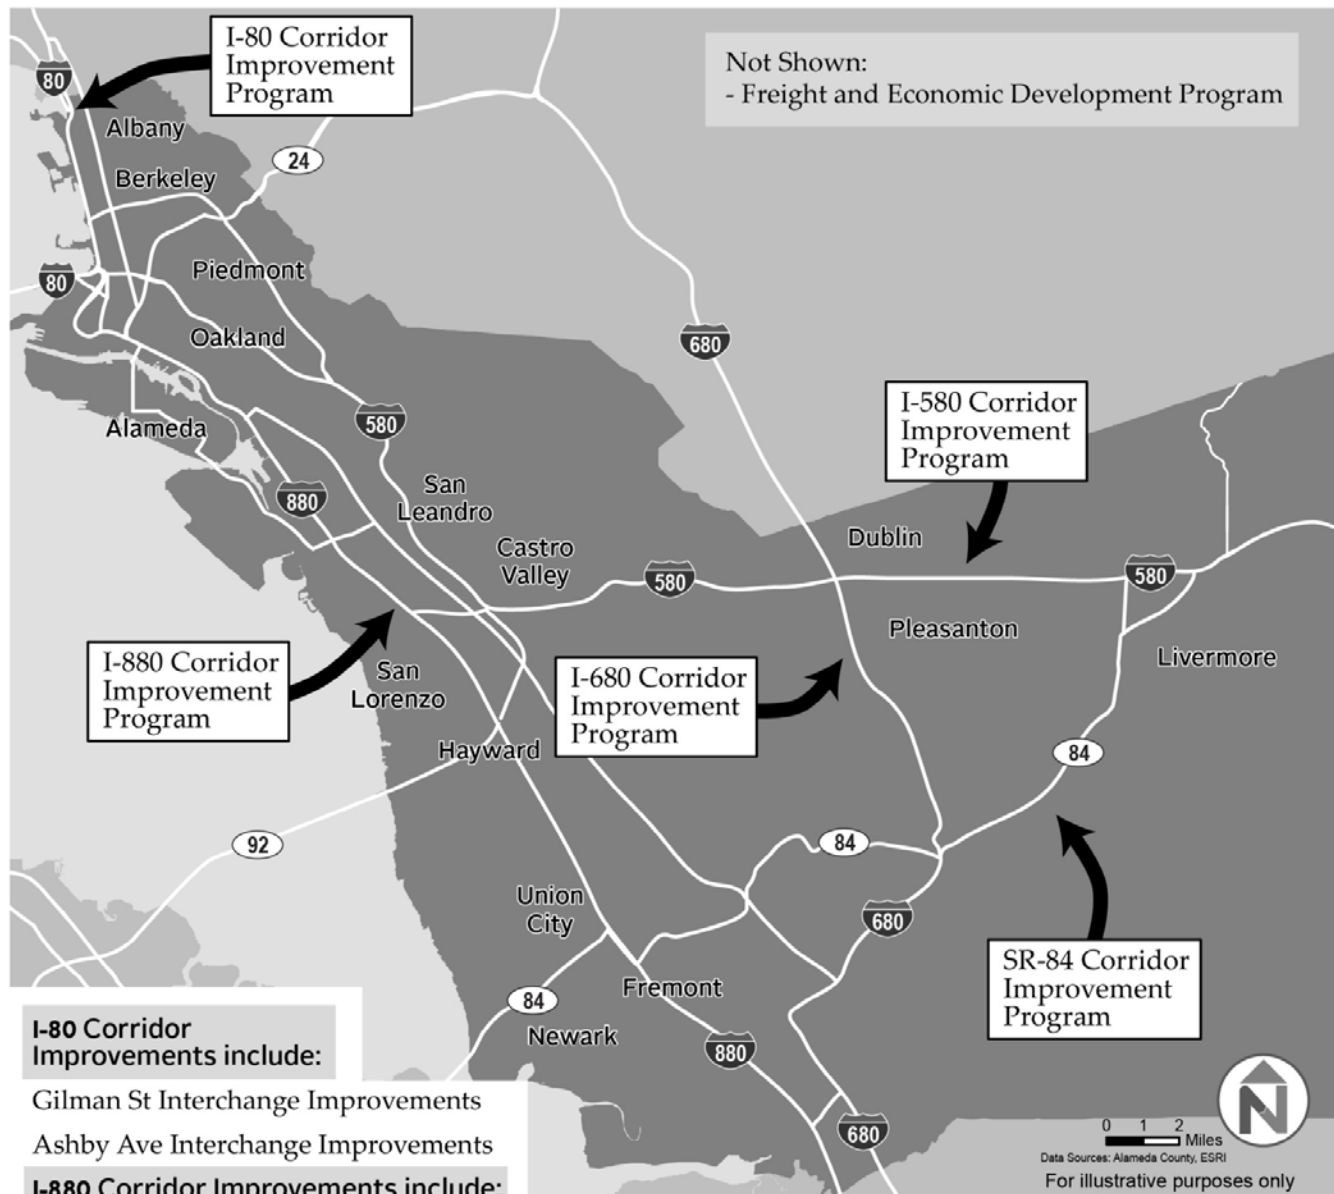 I-80 Corridor
Improvement
Program
Not Shown:
- Freight and Economic Development Program
80
Albany
24
Berkeley
80
Piedmont
Oakland
680
Alameda
580
I-580 Corridor
Improvement
Program
880
San
Leandro
Castro
Valley
Dublin
580
580
Pleasanton
Livermore
I-880 Corridor
Improvement
Program
San
Lorenzo
I-680 Corridor
Improvement
Program
Hayward
84
92
84
Union
City
680
SR-84 Corridor
Improvement
Program
Fremont
84
Newark
880
I-80 Corridor
Improvements include:
Gilman St Interchange Improvements
Ashby Ave Interchange Improvements
I-880 Corridor Improvements include:
680
N
0 1 2
Miles
Data Sources: Alameda County, ESRI
For illustrative purposes only